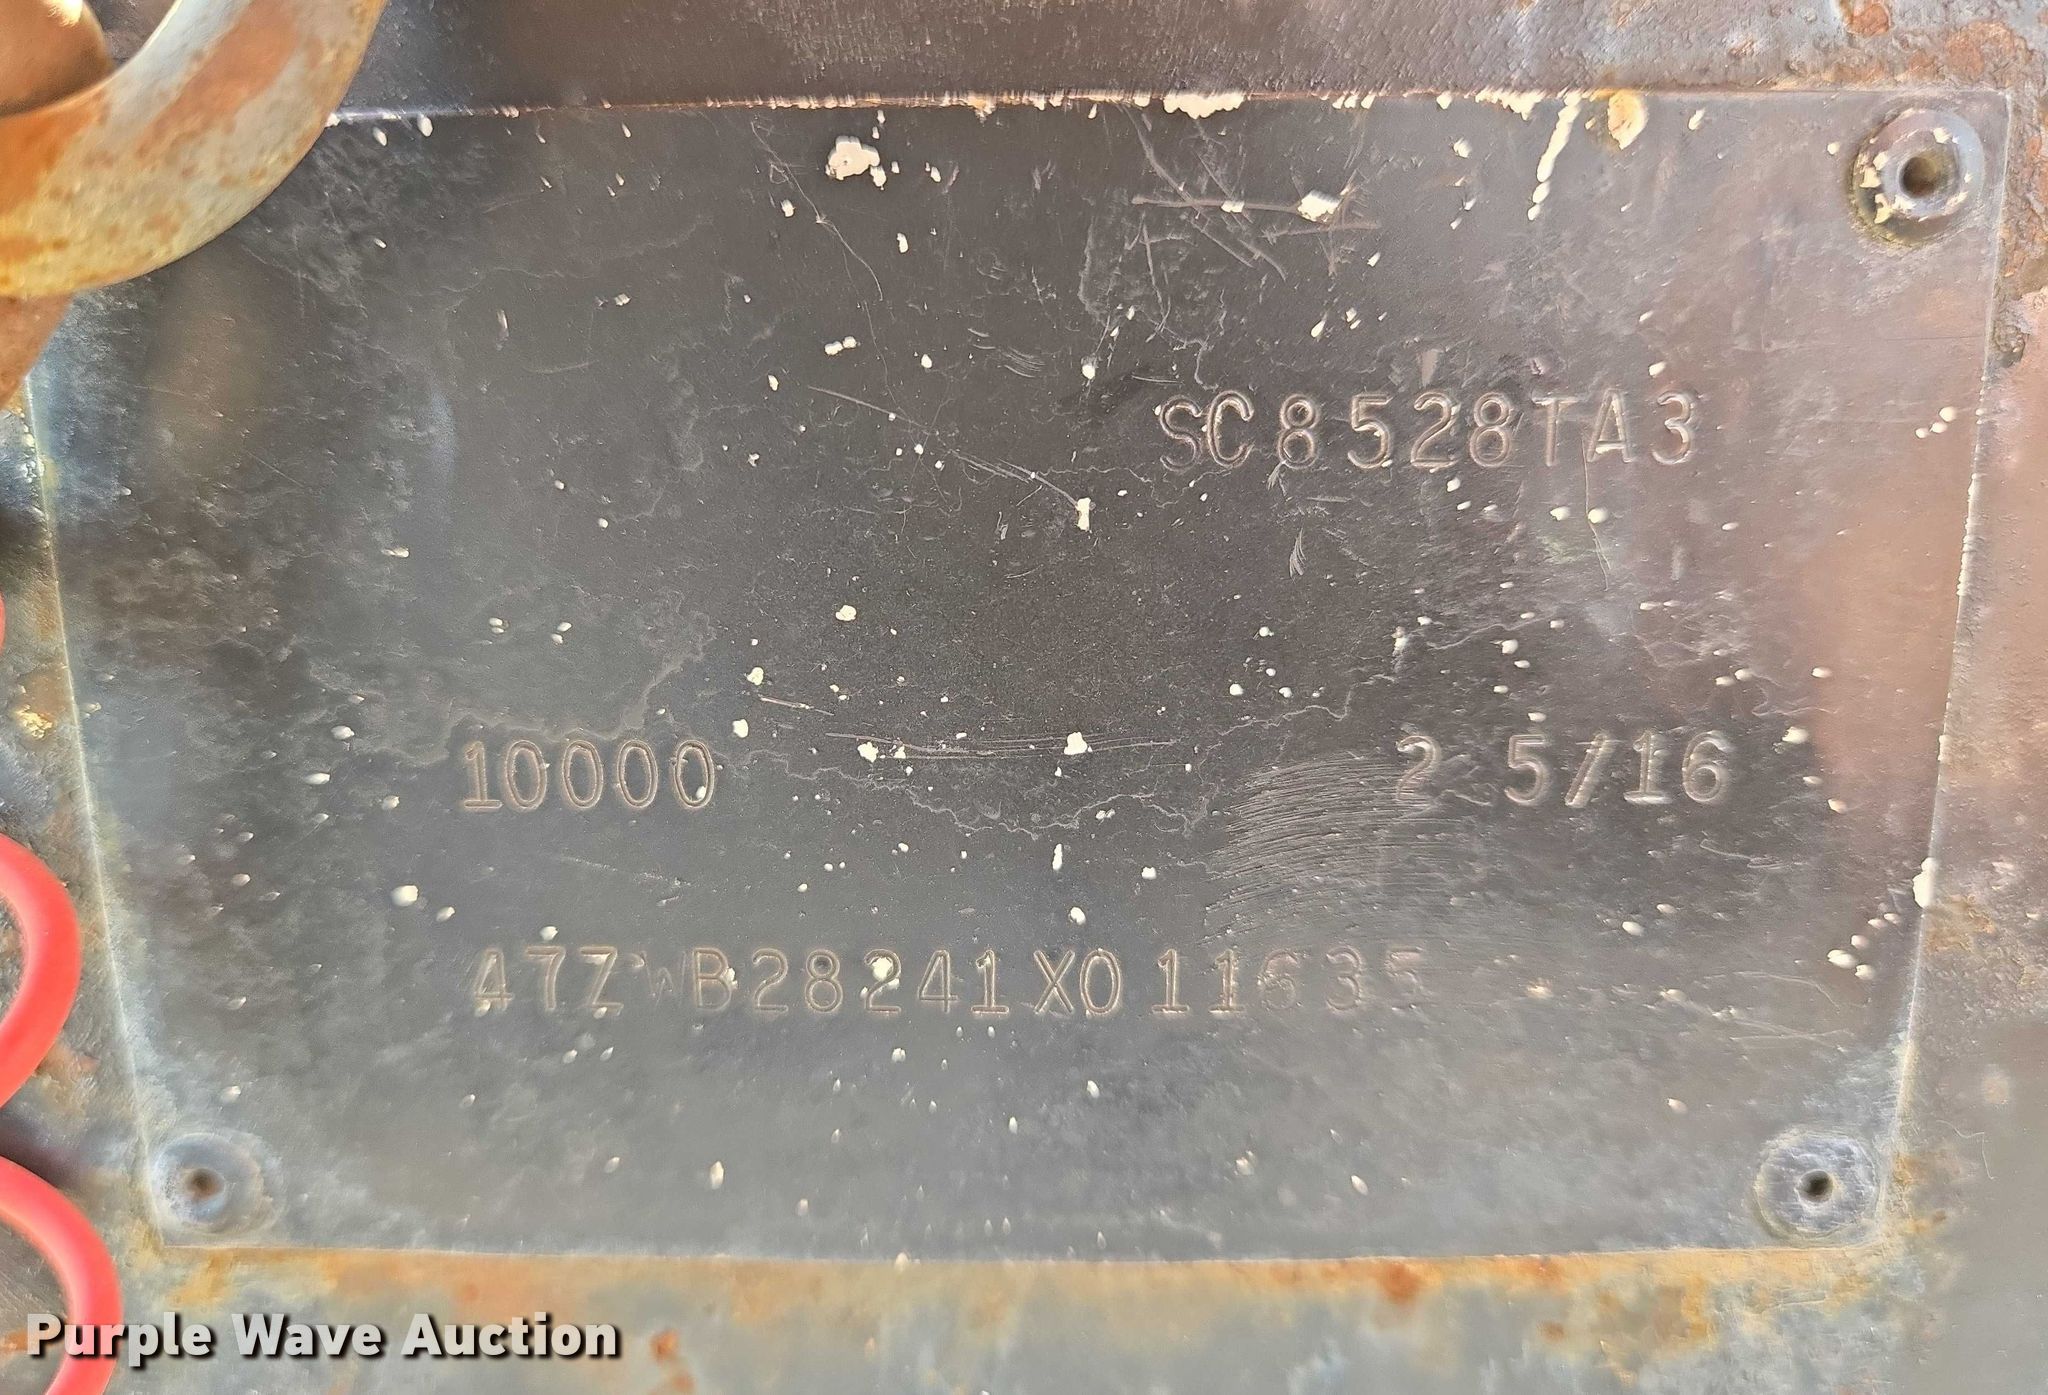 SC8528TA3
10000 2 5/16
47ZWB28241X011635
Purple Wave Auction